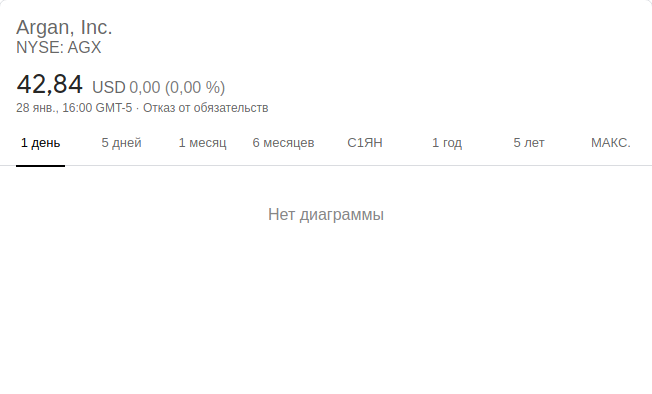 Argan, Inc.
NYSE: AGX
42,84 USD 0,00 (0,00 %)
28 янв., 16:00 GMT-5 · Отказ от обязательств
1 день 5 дней 1 месяц 6 месяцев С1ЯН 1 год 5 лет МАКС.
Нет диаграммы